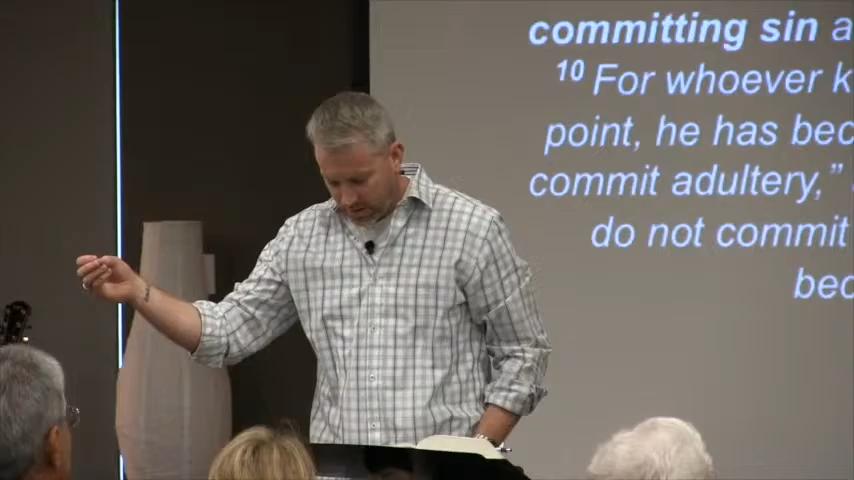 committing sin a
10 For whoever k
point, he has bec
commit adultery,”
do not commit
bec